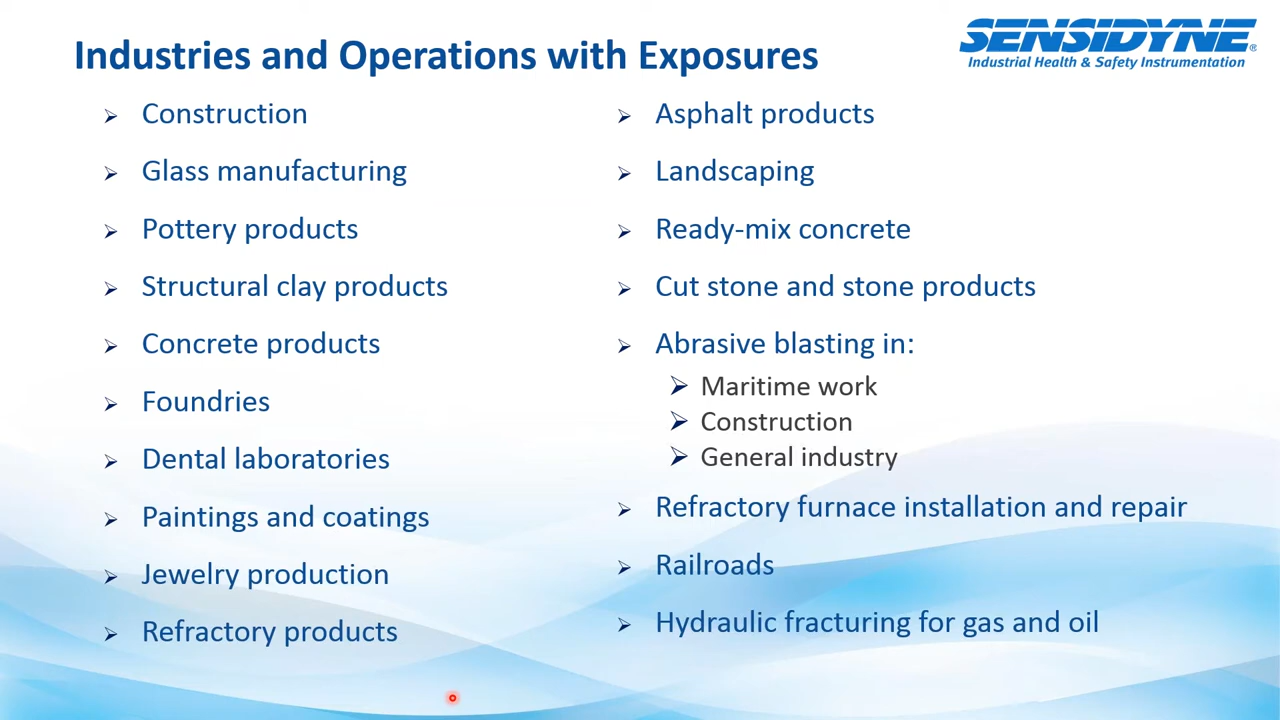 Industries and Operations with Exposures
SENSIDYNE®
Industrial Health & Safety Instrumentation
Construction
Glass manufacturing
Pottery products
Structural clay products
Concrete products
Foundries
Dental laboratories
Paintings and coatings
Jewelry production
Refractory products
Asphalt products
Landscaping
Ready-mix concrete
Cut stone and stone products
Abrasive blasting in:
Maritime work
Construction
General industry
Refractory furnace installation and repair
Railroads
Hydraulic fracturing for gas and oil